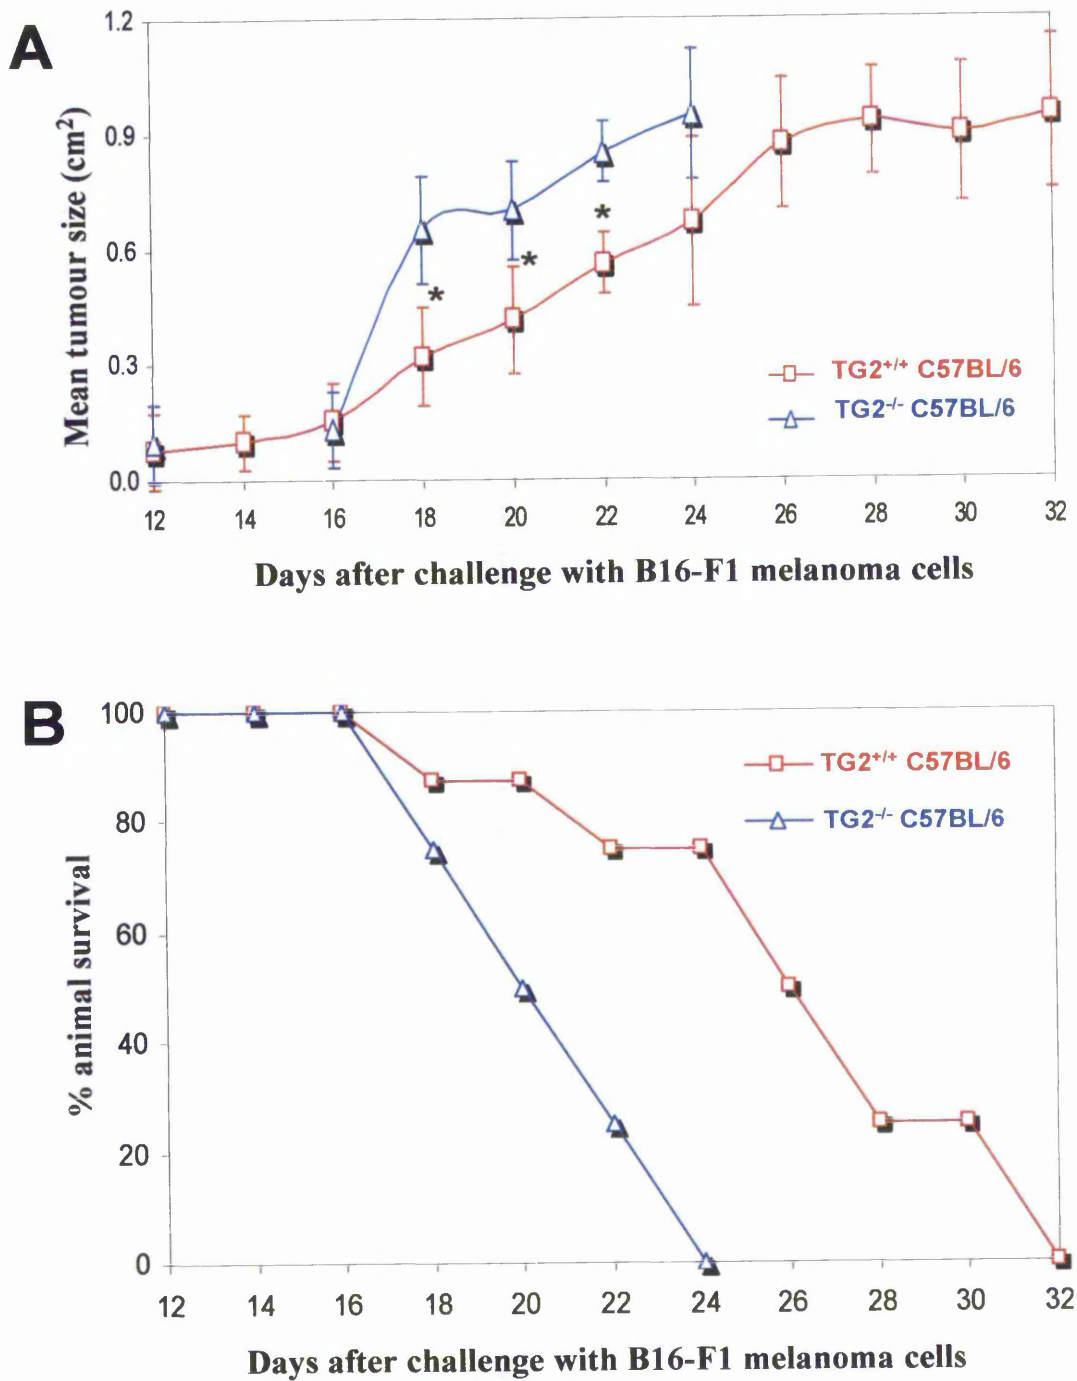 A
1.2
0.9
0.6
0.3
0.0
Mean tumour size (cm²)
*
*
*
TG2+/+ C57BL/6
TG2-/- C57BL/6
12 14 16 18 20 22 24 26 28 30 32
Days after challenge with B16-F1 melanoma cells
B
100
80
60
40
20
0
% animal survival
TG2+/+ C57BL/6
TG2-/- C57BL/6
12 14 16 18 20 22 24 26 28 30 32
Days after challenge with B16-F1 melanoma cells